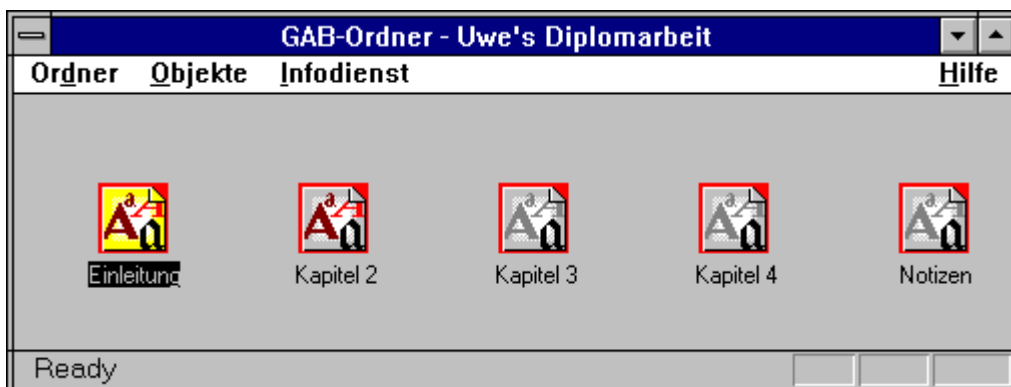 GAB-Ordner - Uwe's Diplomarbeit
Ordner Objekte Infodienst Hilfe
Einleitung Kapitel 2 Kapitel 3 Kapitel 4 Notizen
Ready